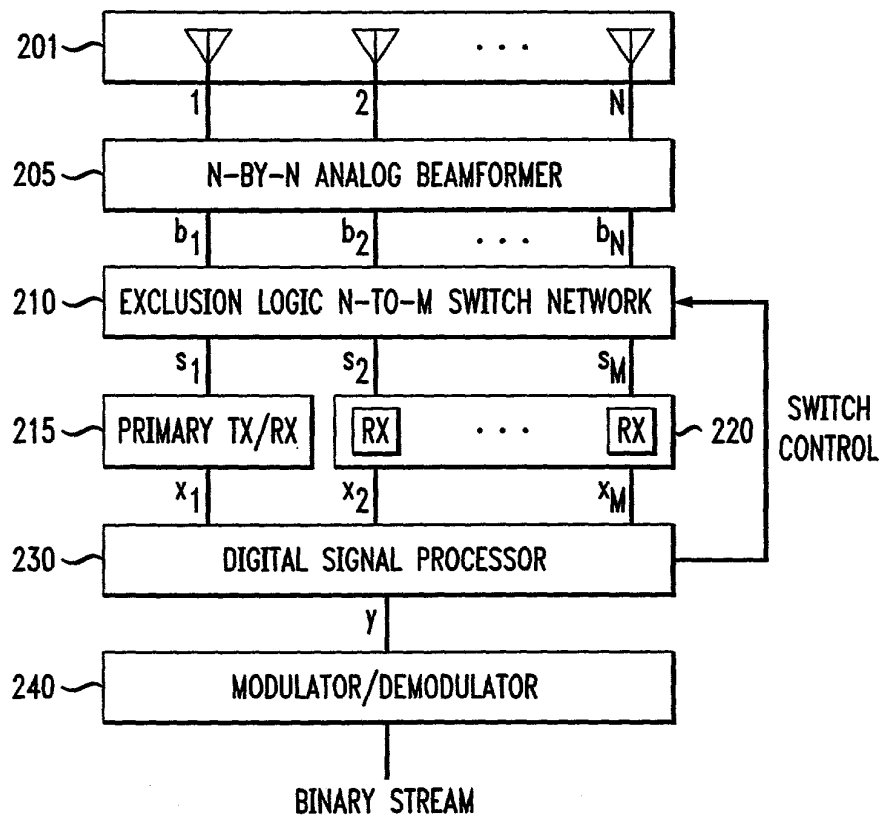 201
. . .
1 2 N
205 N-BY-N ANALOG BEAMFORMER
b1 b2 . . . bN
210 EXCLUSION LOGIC N-TO-M SWITCH NETWORK
s1 s2 sM
215 PRIMARY TX/RX RX . . . RX 220
SWITCH
CONTROL
x1 x2 xM
230 DIGITAL SIGNAL PROCESSOR
y
240 MODULATOR/DEMODULATOR
BINARY STREAM